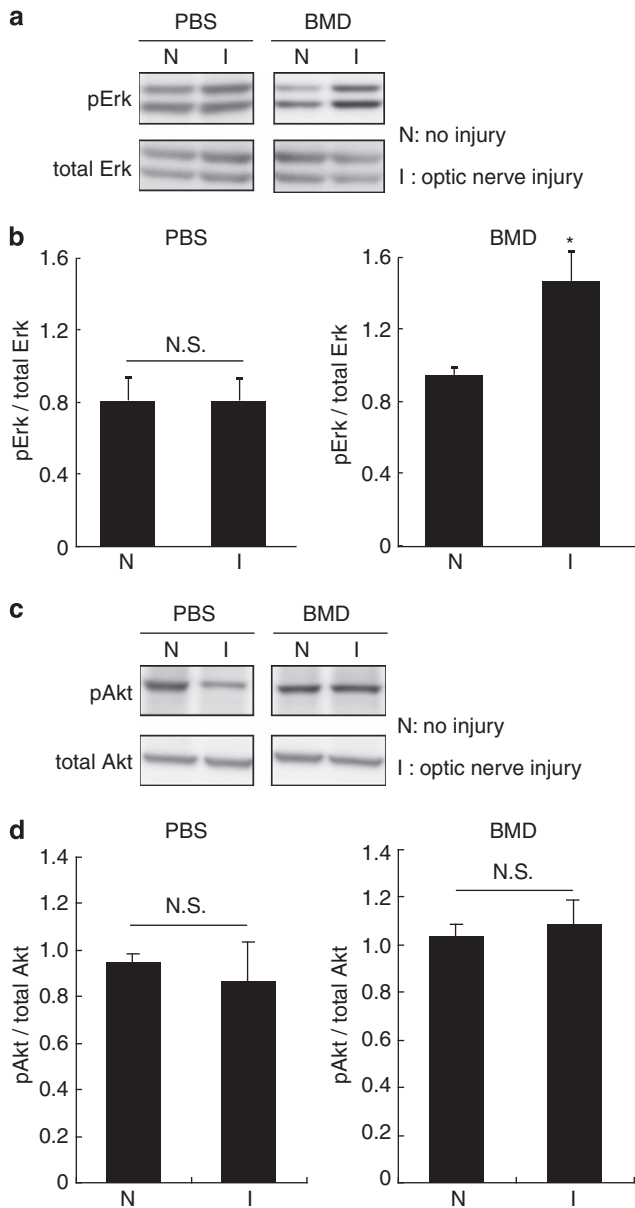 a
PBS BMD
N I N I
pErk
total Erk
N: no injury
I : optic nerve injury
b
PBS
pErk / total Erk
1.6
1.2
0.8
0.4
0
N.S.
N I
BMD
pErk / total Erk
1.6
1.2
0.8
0.4
0
*
N I
c
PBS BMD
N I N I
pAkt
total Akt
N: no injury
I : optic nerve injury
d
PBS
pAkt / total Akt
1.4
1.2
1.0
0.8
0.6
0.4
0.2
0
N.S.
N I
BMD
pAkt / total Akt
1.4
1.2
1.0
0.8
0.6
0.4
0.2
0
N.S.
N I